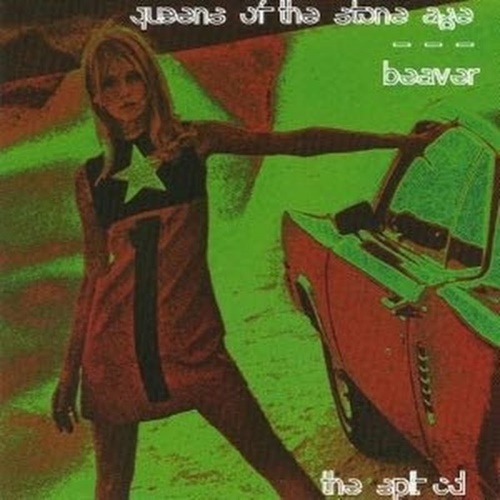 queens of the stone age
- - -
beaver
the split cd